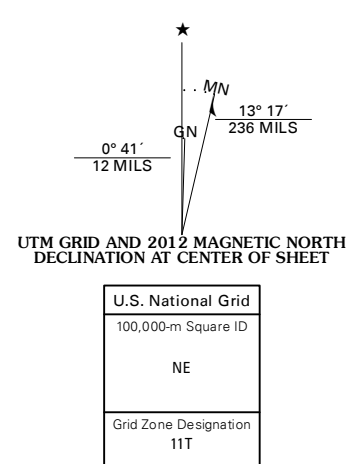 MN
GN
13° 17´
236 MILS
0° 41´
12 MILS
UTM GRID AND 2012 MAGNETIC NORTH
DECLINATION AT CENTER OF SHEET
U.S. National Grid
100,000-m Square ID
NE
Grid Zone Designation
11T